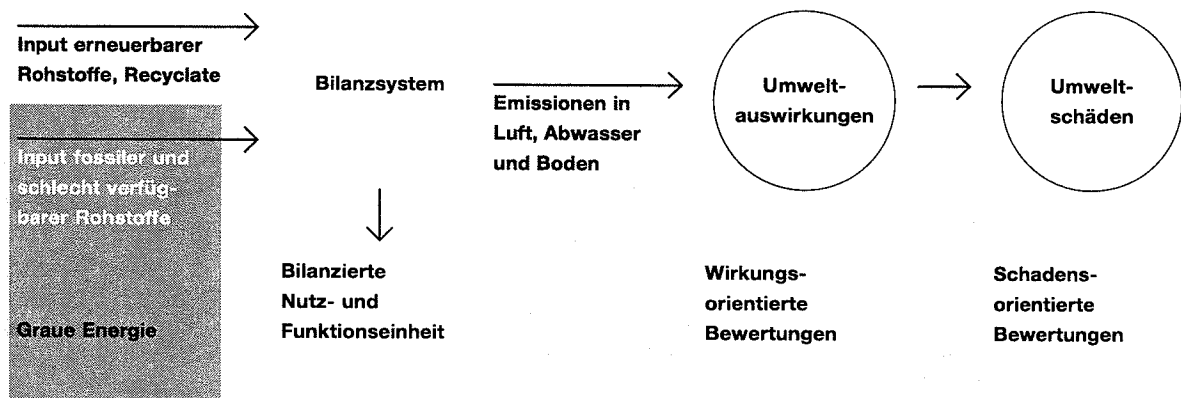 Input erneuerbarer
Rohstoffe, Recyclate
Input fossiler und
schlecht verfüg-
barer Rohstoffe
Graue Energie
Bilanzsystem
Bilanzierte
Nutz- und
Funktionseinheit
Emissionen in
Luft, Abwasser
und Boden
Umwelt-
auswirkungen
Wirkungs-
orientierte
Bewertungen
Umwelt-
schäden
Schadens-
orientierte
Bewertungen